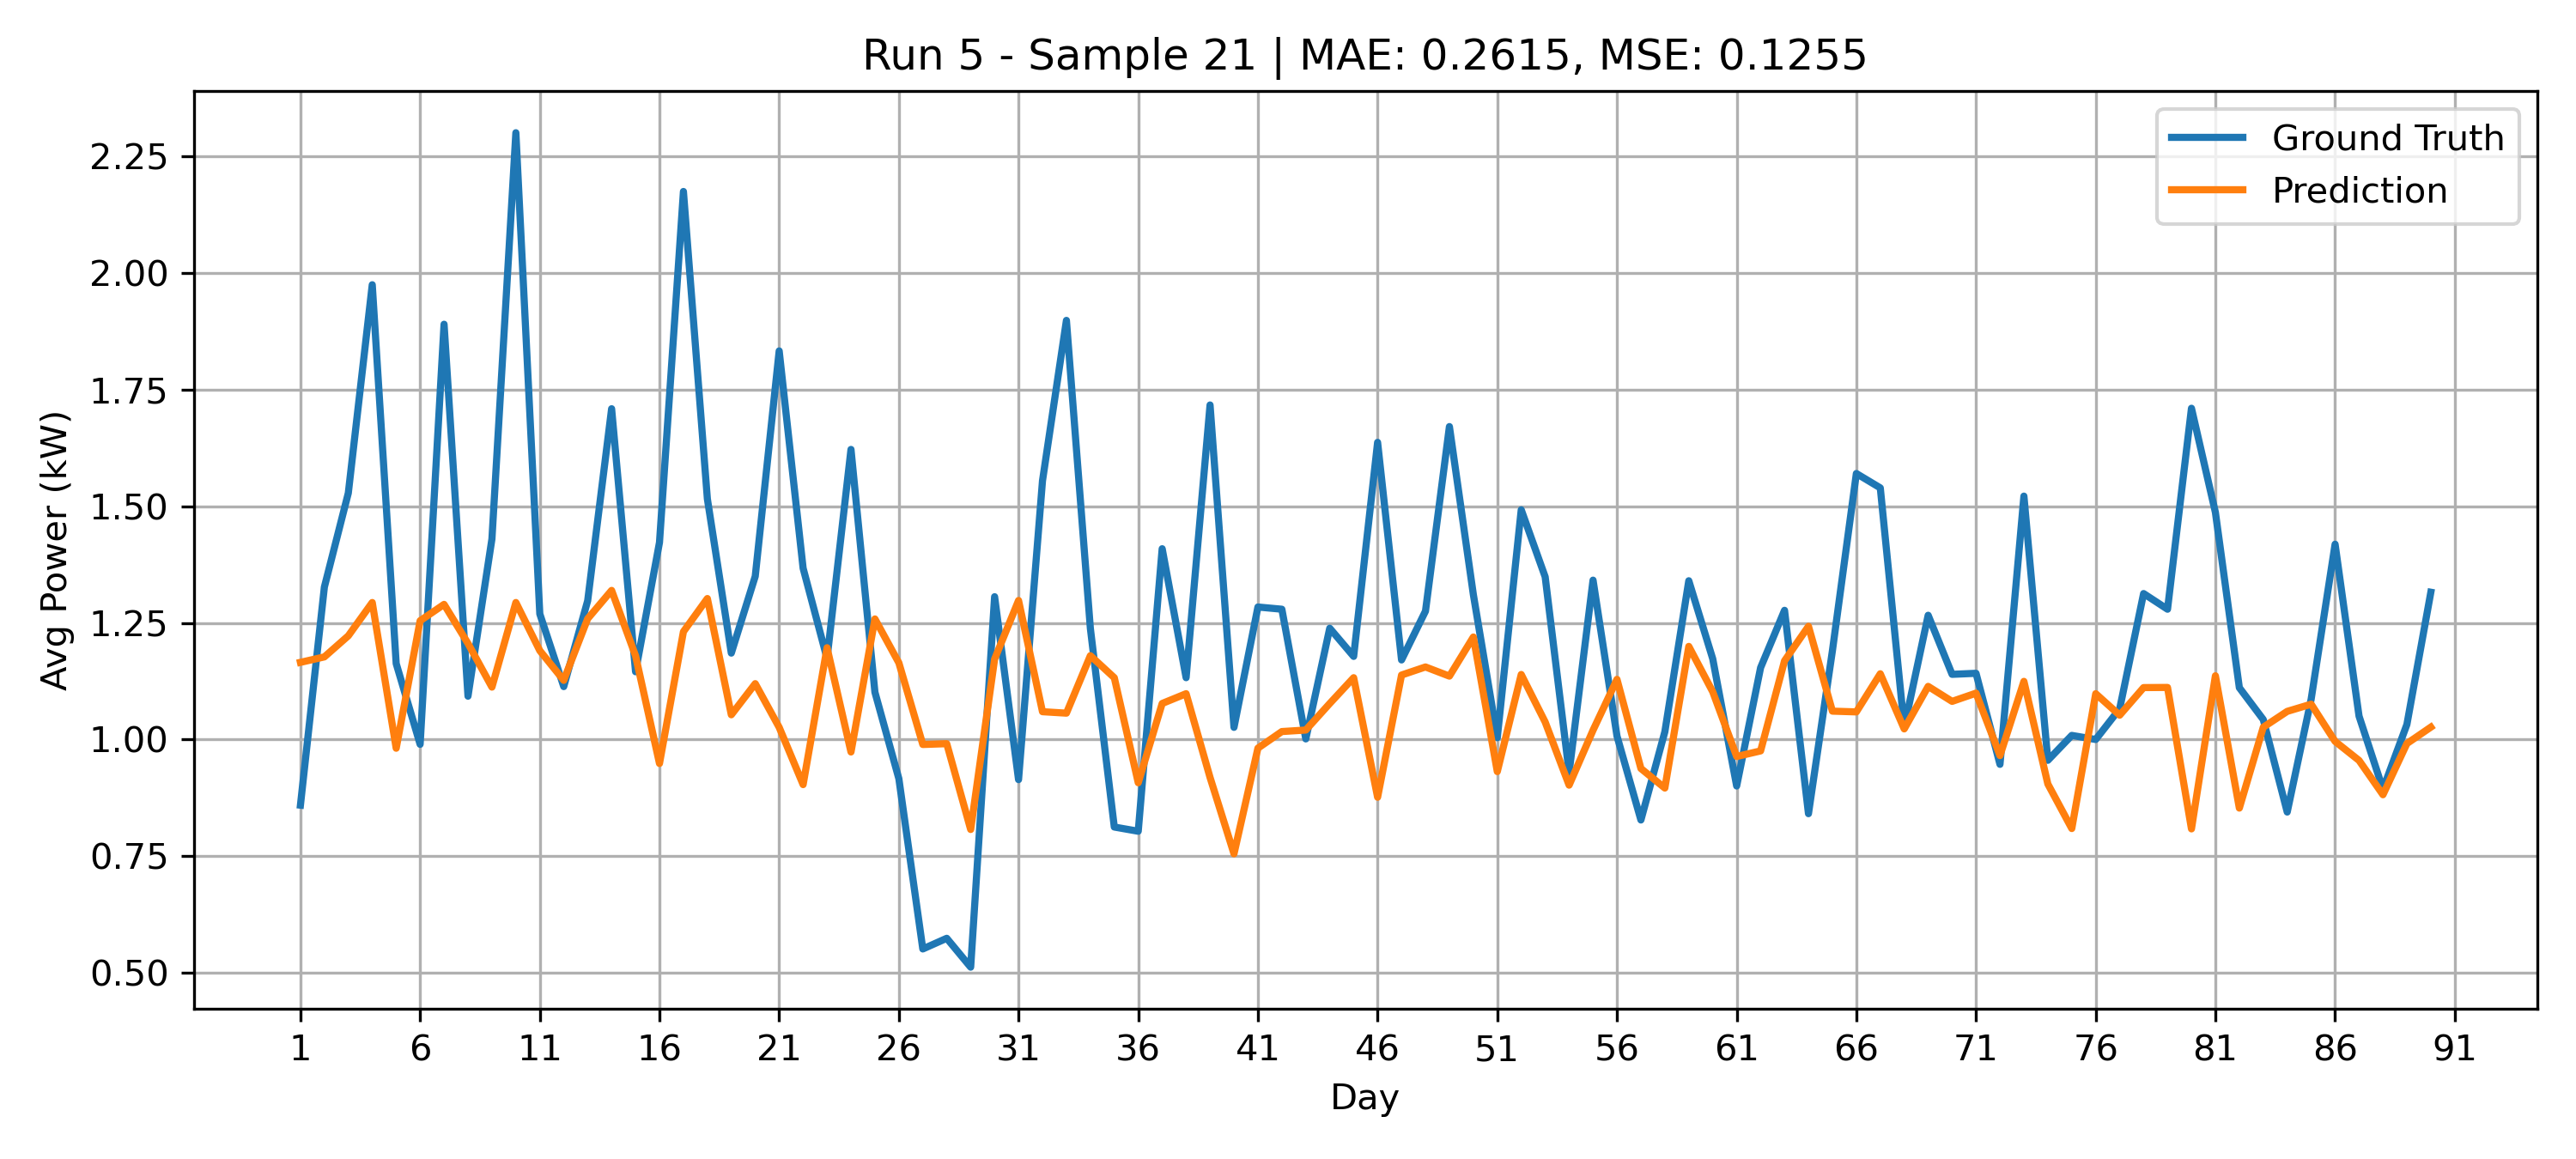 Run 5 - Sample 21 | MAE: 0.2615, MSE: 0.1255
Ground Truth
Prediction
Avg Power (kW)
2.25
2.00
1.75
1.50
1.25
1.00
0.75
0.50
1 6 11 16 21 26 31 36 41 46 51 56 61 66 71 76 81 86 91
Day